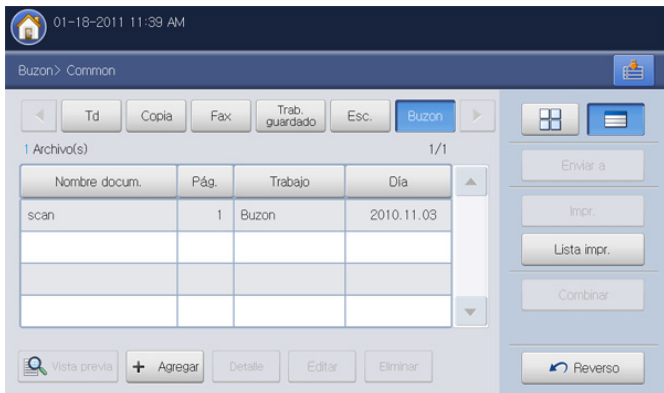 01-18-2011 11:39 AM
Buzon> Common
Td Copia Fax Trab. guardado Esc. Buzon
1 Archivo(s) 1/1
Nombre docum. Pág. Trabajo Día
scan 1 Buzon 2010.11.03
Enviar a
Impr.
Lista impr.
Combinar
Vista previa + Agregar Detalle Editar Eliminar
Reverso